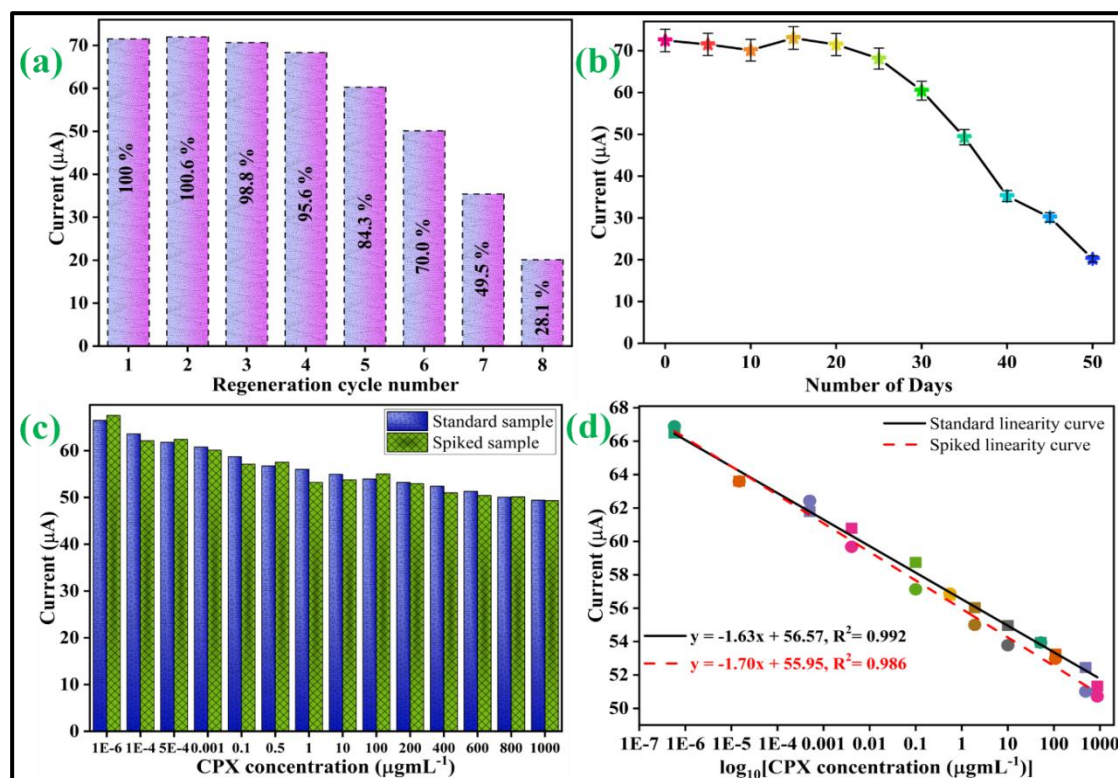 (a)
Current (μA)
70
60
50
40
30
20
10
0
100 %
100.6 %
98.8 %
95.6 %
84.3 %
70.0 %
49.5 %
28.1 %
1 2 3 4 5 6 7 8
Regeneration cycle number
(b)
Current (μA)
80
60
40
20
0
0 10 20 30 40 50
Number of Days
(c)
Standard sample
Spiked sample
Current (μA)
60
50
40
30
20
10
0
1E-6 1E-4 5E-4 0.001 0.1 0.5 1 10 100 200 400 600 800 1000
CPX concentration (μgmL⁻¹)
(d)
Standard linearity curve
Spiked linearity curve
Current (μA)
68
66
64
62
60
58
56
54
52
50
y = -1.63x + 56.57, R²= 0.992
y = -1.70x + 55.95, R²= 0.986
1E-7 1E-6 1E-5 1E-4 0.001 0.01 0.1 1 10 100 1000
log₁₀[CPX concentration (μgmL⁻¹)]